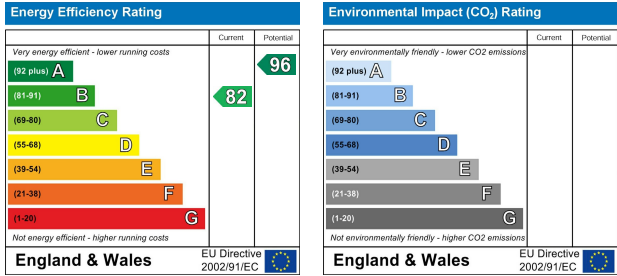 Energy Efficiency Rating
Current Potential
Very energy efficient - lower running costs
(92 plus) A
(81-91) B
(69-80) C
(55-68) D
(39-54) E
(21-38) F
(1-20) G
82
96
Not energy efficient - higher running costs
England & Wales
EU Directive
2002/91/EC
Environmental Impact (CO₂) Rating
Current Potential
Very environmentally friendly - lower CO2 emissions
(92 plus) A
(81-91) B
(69-80) C
(55-68) D
(39-54) E
(21-38) F
(1-20) G
Not environmentally friendly - higher CO2 emissions
England & Wales
EU Directive
2002/91/EC